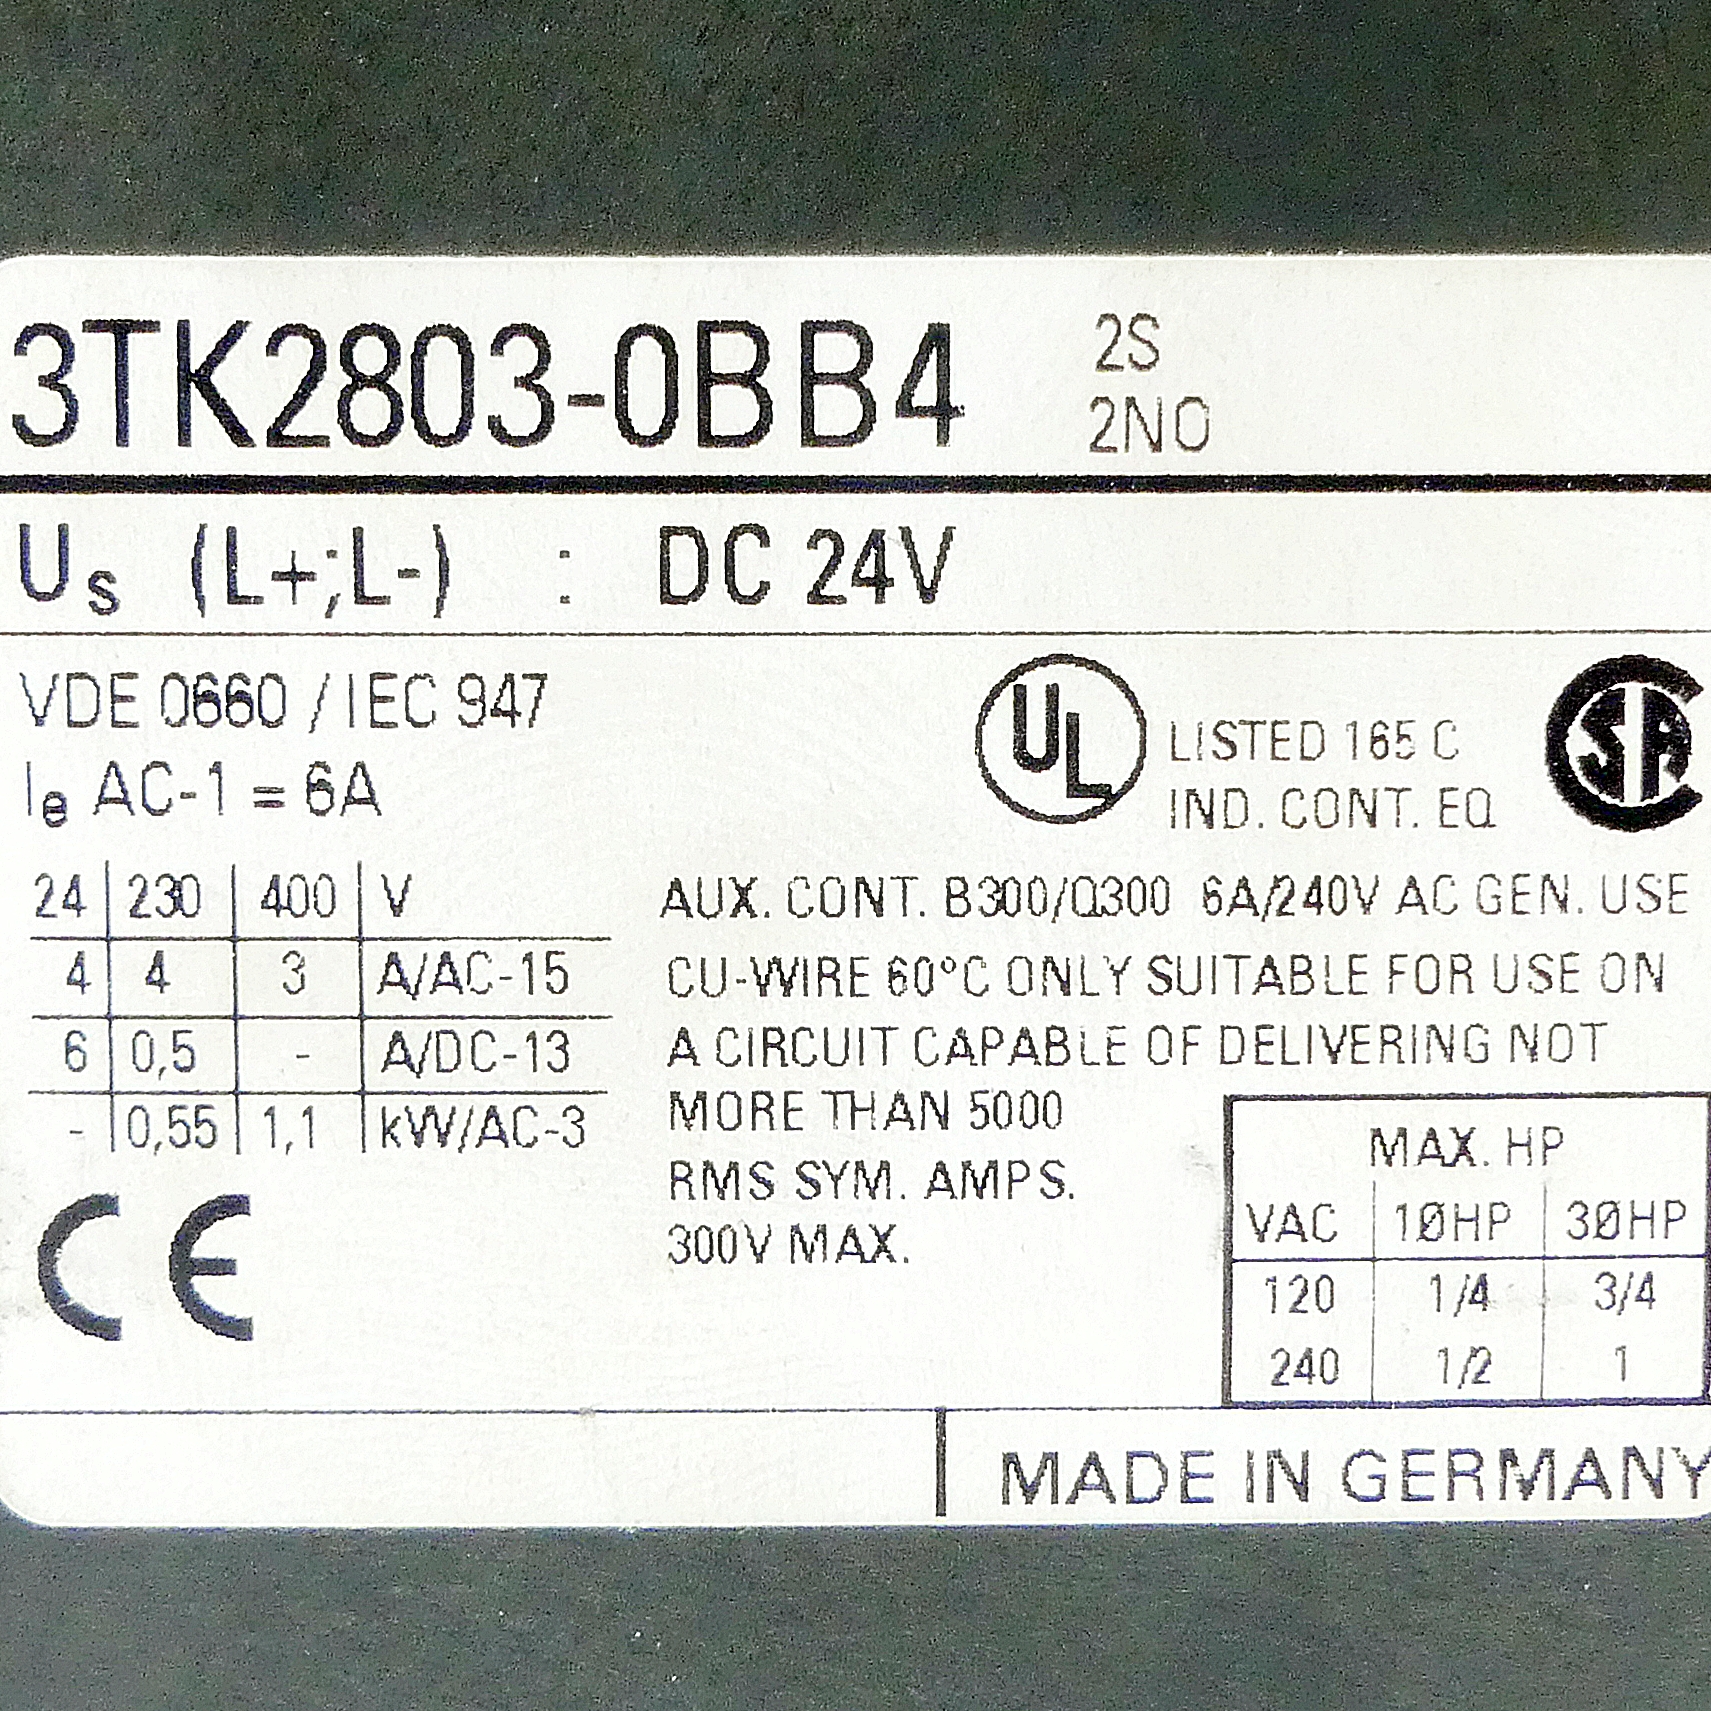 3TK2803-0BB4 2S
2NO
Us (L+;L-) : DC 24V
VDE 0660 / IEC 947
Ie AC-1 = 6A
UL LISTED 165 C
IND. CONT. EQ
CSA
24 230 400 V
4 4 3 A/AC-15
6 0,5 - A/DC-13
- 0,55 1,1 kW/AC-3
CE
AUX. CONT. B300/Q300 6A/240V AC GEN. USE
CU-WIRE 60°C ONLY SUITABLE FOR USE ON
A CIRCUIT CAPABLE OF DELIVERING NOT
MORE THAN 5000
RMS SYM. AMPS.
300V MAX.
MAX. HP
VAC 1ØHP 3ØHP
120 1/4 3/4
240 1/2 1
MADE IN GERMANY